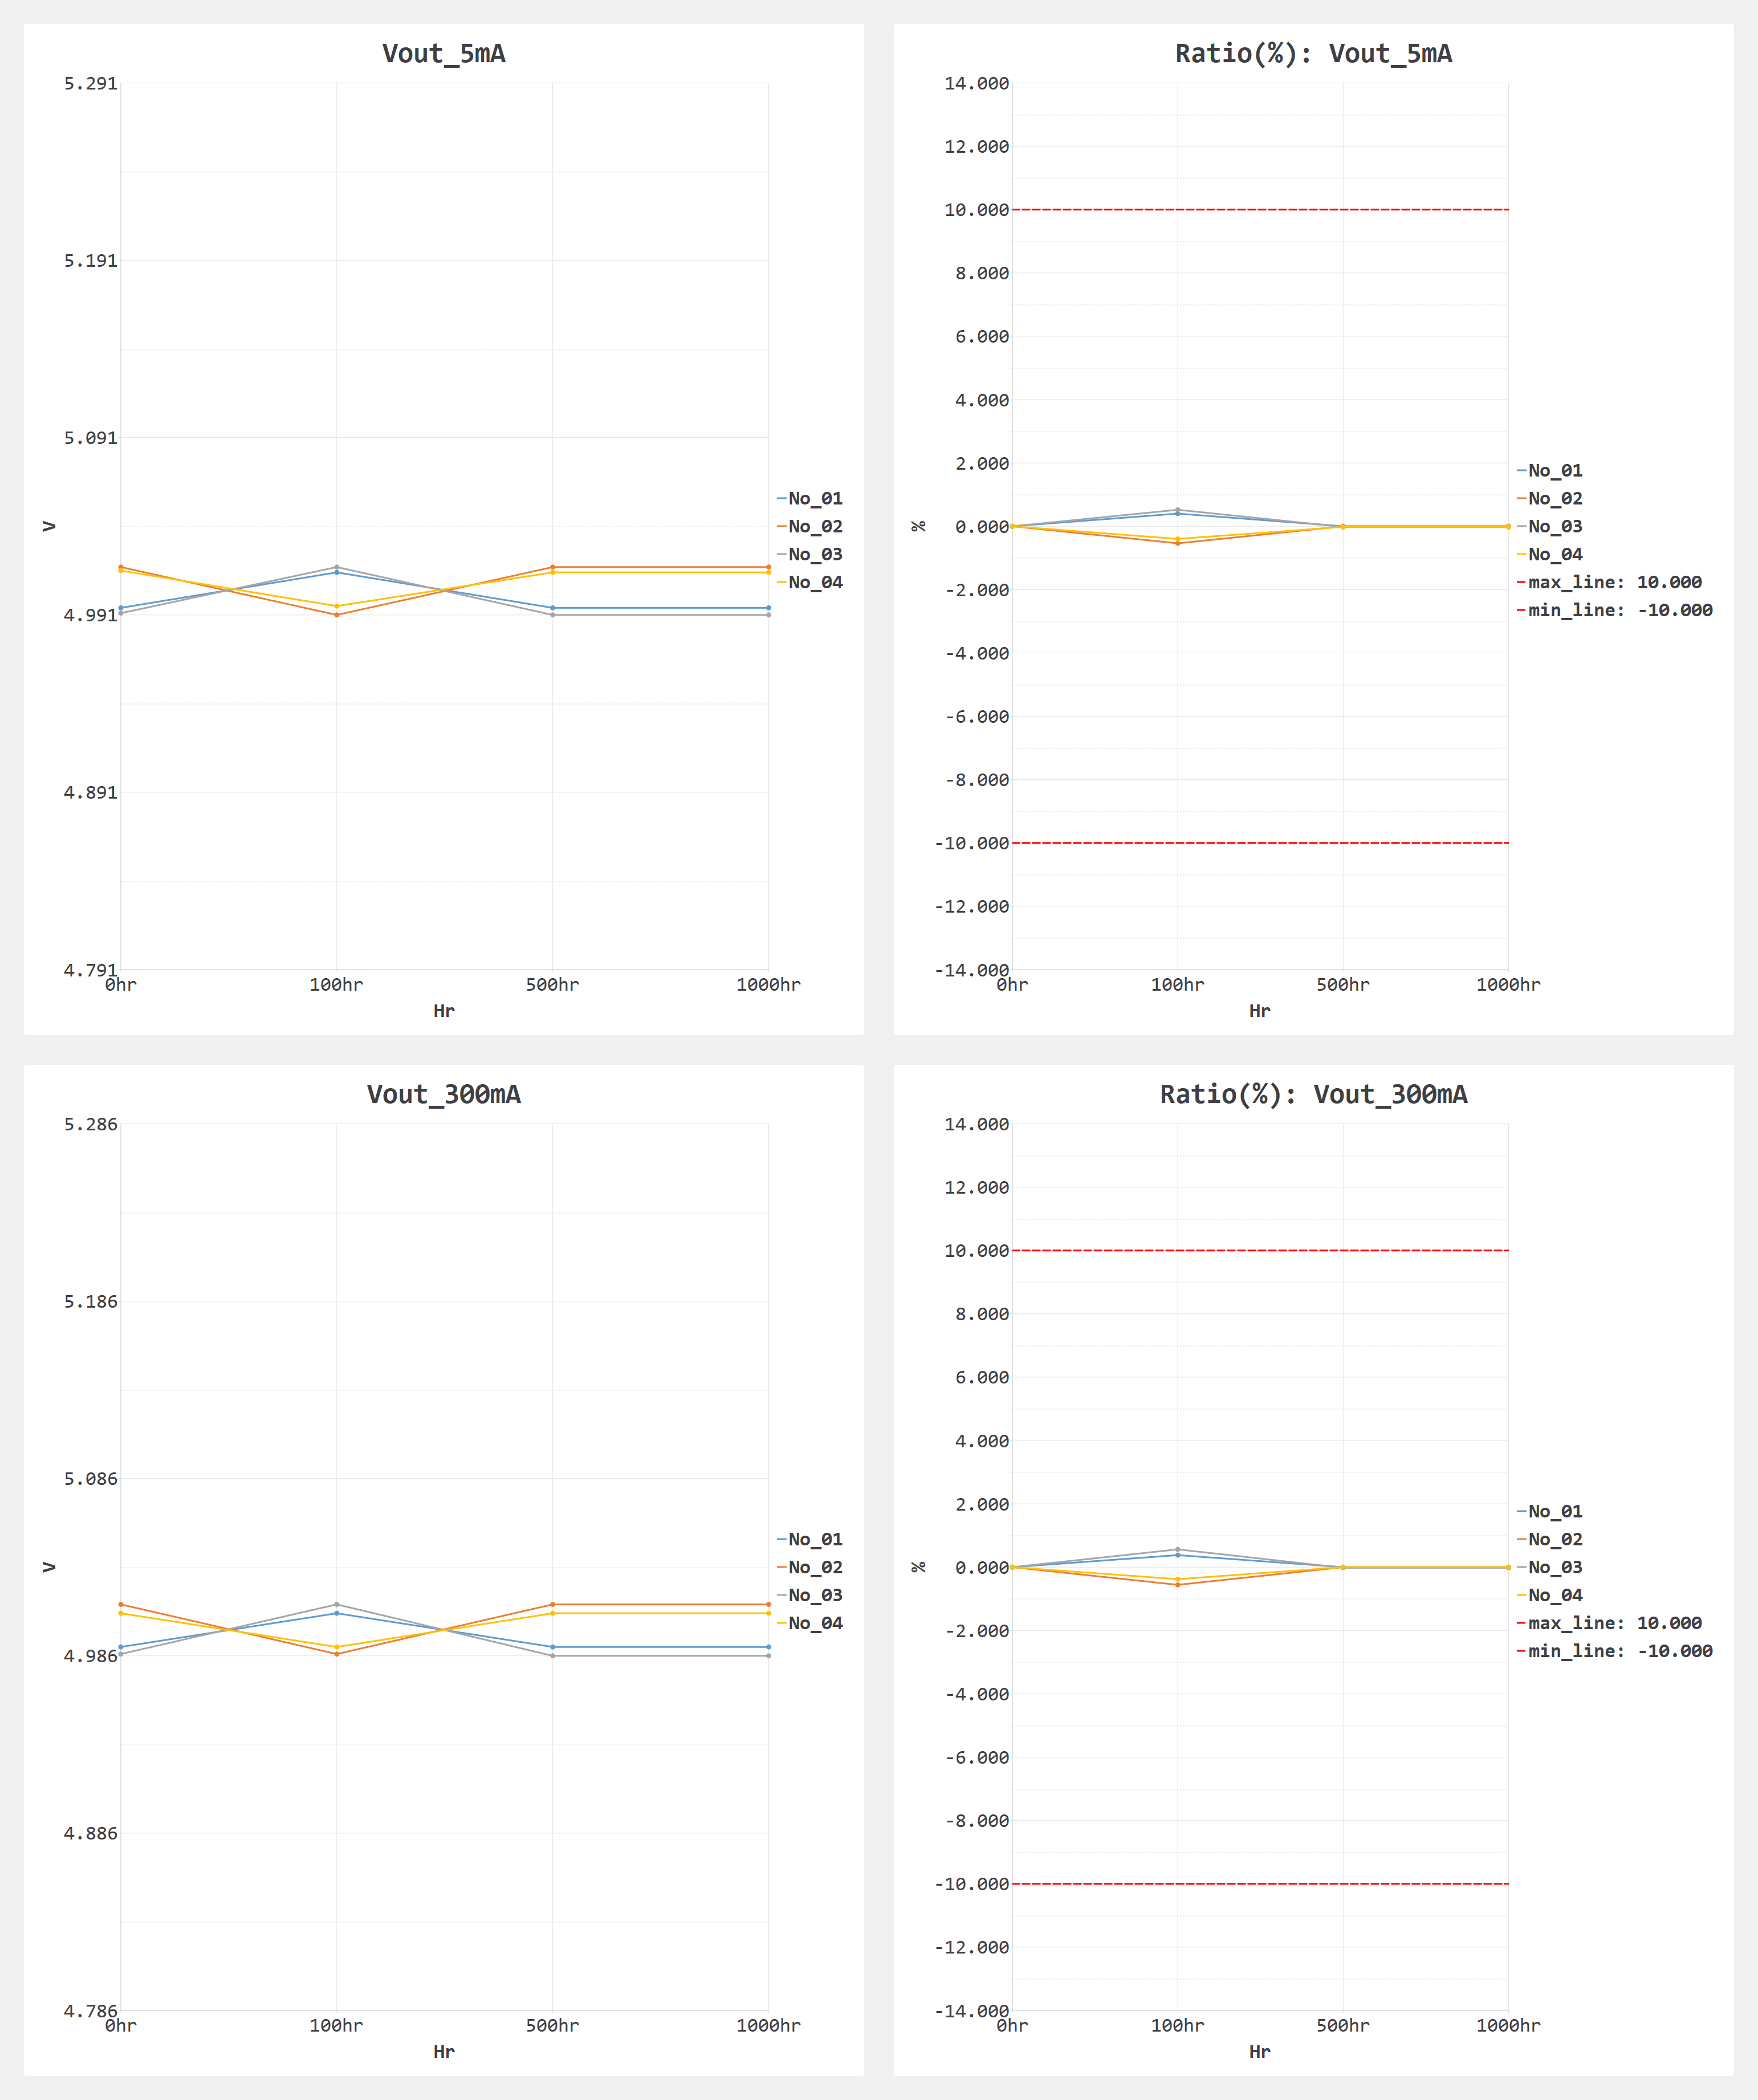 Vout_5mA
5.291
5.191
5.091
4.991
4.891
4.791
V
0hr 100hr 500hr 1000hr
Hr
No_01
No_02
No_03
No_04
Ratio(%): Vout_5mA
14.000
12.000
10.000
8.000
6.000
4.000
2.000
0.000
-2.000
-4.000
-6.000
-8.000
-10.000
-12.000
-14.000
%
0hr 100hr 500hr 1000hr
Hr
No_01
No_02
No_03
No_04
max_line: 10.000
min_line: -10.000
Vout_300mA
5.286
5.186
5.086
4.986
4.886
4.786
V
0hr 100hr 500hr 1000hr
Hr
No_01
No_02
No_03
No_04
Ratio(%): Vout_300mA
14.000
12.000
10.000
8.000
6.000
4.000
2.000
0.000
-2.000
-4.000
-6.000
-8.000
-10.000
-12.000
-14.000
%
0hr 100hr 500hr 1000hr
Hr
No_01
No_02
No_03
No_04
max_line: 10.000
min_line: -10.000